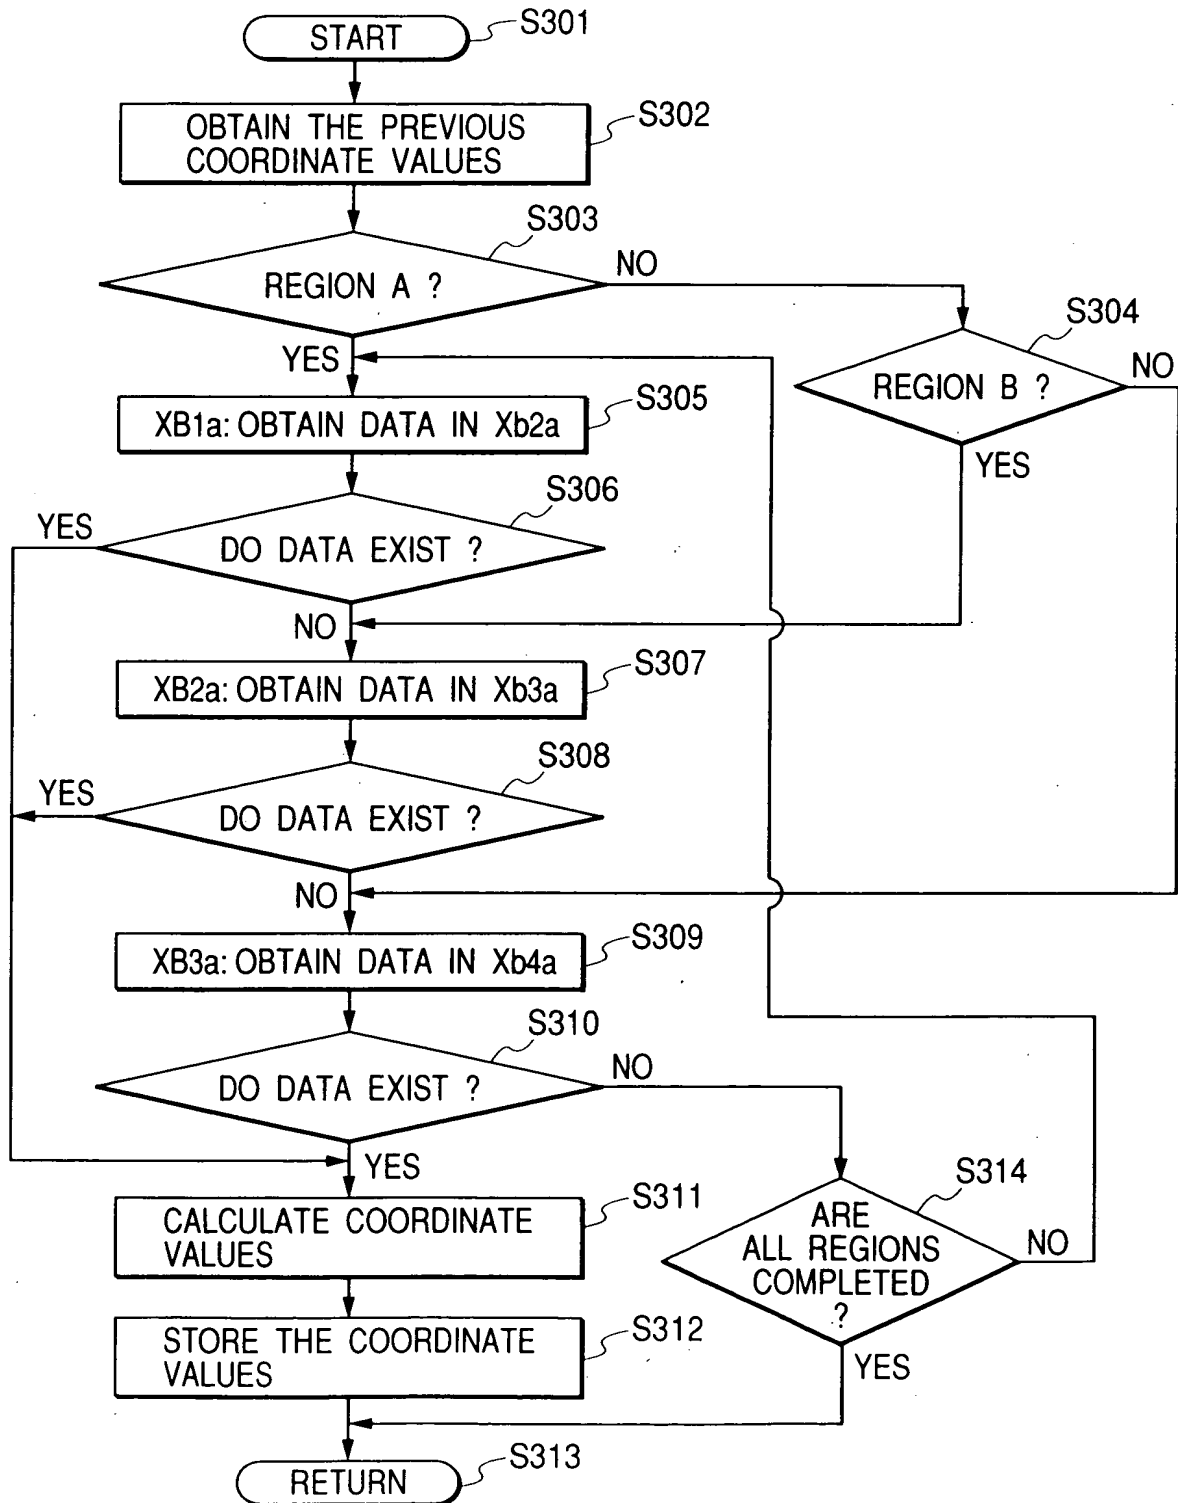 START
S301
OBTAIN THE PREVIOUS
COORDINATE VALUES
S302
REGION A ?
S303
NO
YES
REGION B ?
S304
NO
YES
XB1a: OBTAIN DATA IN Xb2a
S305
DO DATA EXIST ?
S306
YES
NO
XB2a: OBTAIN DATA IN Xb3a
S307
DO DATA EXIST ?
S308
YES
NO
XB3a: OBTAIN DATA IN Xb4a
S309
DO DATA EXIST ?
S310
NO
YES
CALCULATE COORDINATE
VALUES
S311
ARE
ALL REGIONS
COMPLETED
?
S314
NO
YES
STORE THE COORDINATE
VALUES
S312
RETURN
S313